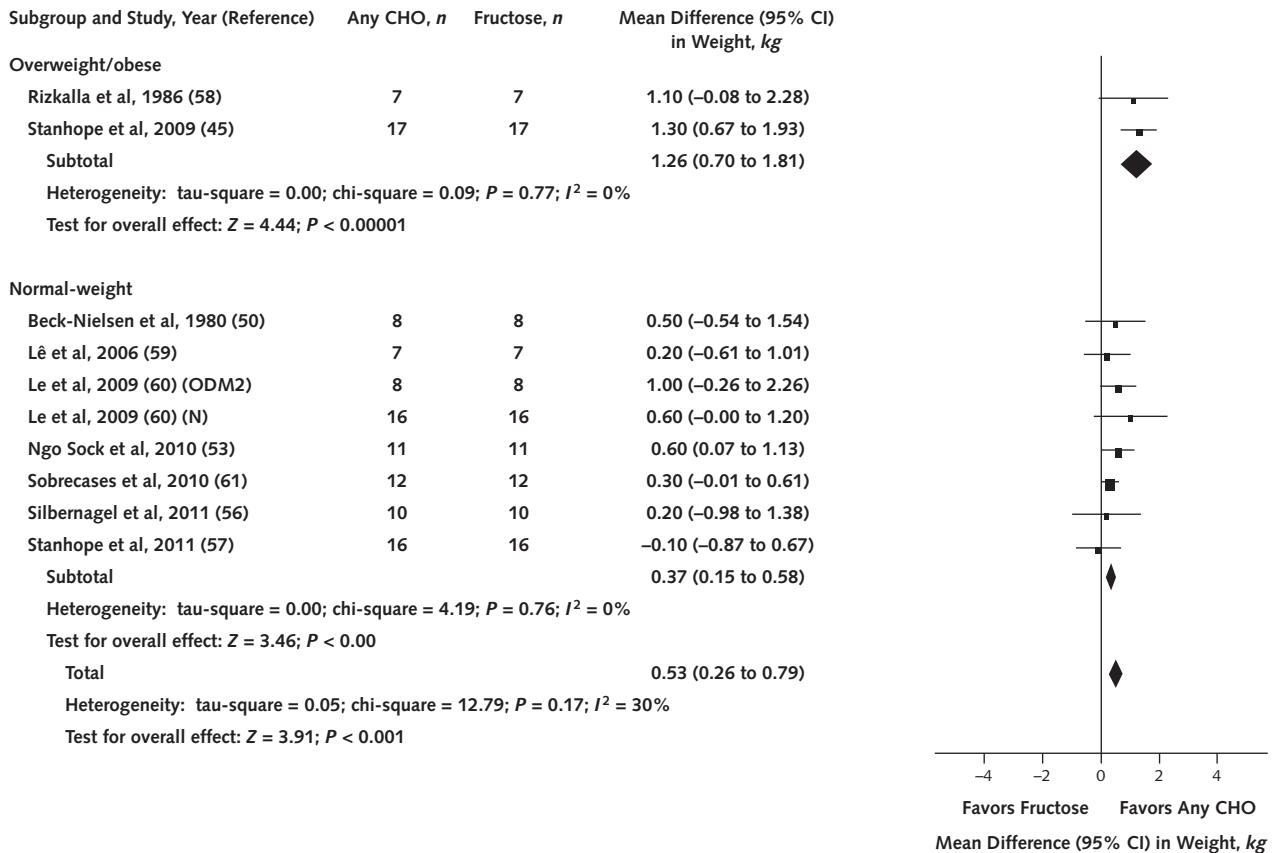 Subgroup and Study, Year (Reference) Any CHO, n Fructose, n Mean Difference (95% CI)
in Weight, kg
Overweight/obese
Rizkalla et al, 1986 (58) 7 7 1.10 (–0.08 to 2.28)
Stanhope et al, 2009 (45) 17 17 1.30 (0.67 to 1.93)
Subtotal 1.26 (0.70 to 1.81)
Heterogeneity: tau-square = 0.00; chi-square = 0.09; P = 0.77; I² = 0%
Test for overall effect: Z = 4.44; P < 0.00001
Normal-weight
Beck-Nielsen et al, 1980 (50) 8 8 0.50 (–0.54 to 1.54)
Lê et al, 2006 (59) 7 7 0.20 (–0.61 to 1.01)
Le et al, 2009 (60) (ODM2) 8 8 1.00 (–0.26 to 2.26)
Le et al, 2009 (60) (N) 16 16 0.60 (–0.00 to 1.20)
Ngo Sock et al, 2010 (53) 11 11 0.60 (0.07 to 1.13)
Sobrecases et al, 2010 (61) 12 12 0.30 (–0.01 to 0.61)
Silbernagel et al, 2011 (56) 10 10 0.20 (–0.98 to 1.38)
Stanhope et al, 2011 (57) 16 16 –0.10 (–0.87 to 0.67)
Subtotal 0.37 (0.15 to 0.58)
Heterogeneity: tau-square = 0.00; chi-square = 4.19; P = 0.76; I² = 0%
Test for overall effect: Z = 3.46; P < 0.00
Total 0.53 (0.26 to 0.79)
Heterogeneity: tau-square = 0.05; chi-square = 12.79; P = 0.17; I² = 30%
Test for overall effect: Z = 3.91; P < 0.001
–4 –2 0 2 4
Favors Fructose Favors Any CHO
Mean Difference (95% CI) in Weight, kg